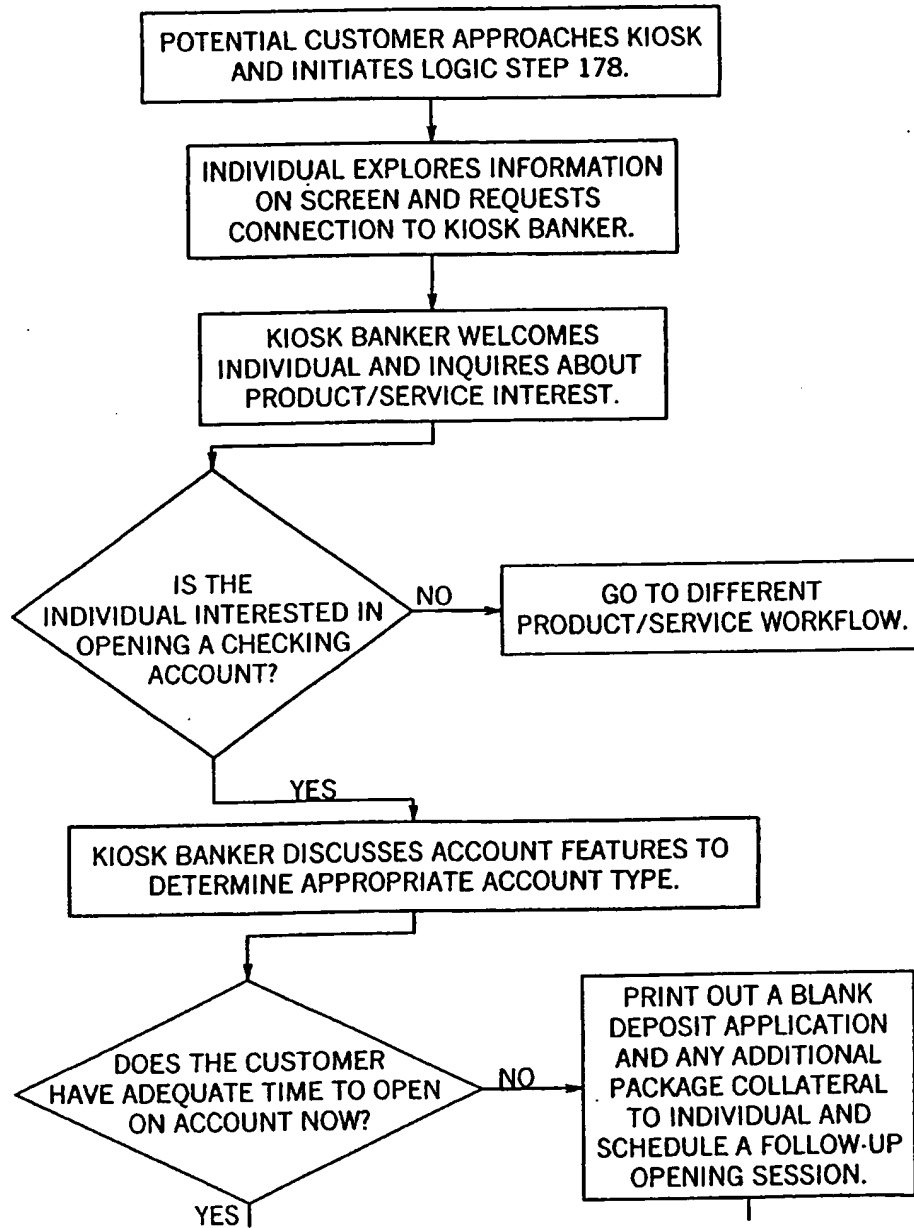 POTENTIAL CUSTOMER APPROACHES KIOSK
AND INITIATES LOGIC STEP 178.
INDIVIDUAL EXPLORES INFORMATION
ON SCREEN AND REQUESTS
CONNECTION TO KIOSK BANKER.
KIOSK BANKER WELCOMES
INDIVIDUAL AND INQUIRES ABOUT
PRODUCT/SERVICE INTEREST.
IS THE
INDIVIDUAL INTERESTED IN
OPENING A CHECKING
ACCOUNT?
NO
GO TO DIFFERENT
PRODUCT/SERVICE WORKFLOW.
YES
KIOSK BANKER DISCUSSES ACCOUNT FEATURES TO
DETERMINE APPROPRIATE ACCOUNT TYPE.
DOES THE CUSTOMER
HAVE ADEQUATE TIME TO OPEN
ON ACCOUNT NOW?
NO
PRINT OUT A BLANK
DEPOSIT APPLICATION
AND ANY ADDITIONAL
PACKAGE COLLATERAL
TO INDIVIDUAL AND
SCHEDULE A FOLLOW-UP
OPENING SESSION.
YES